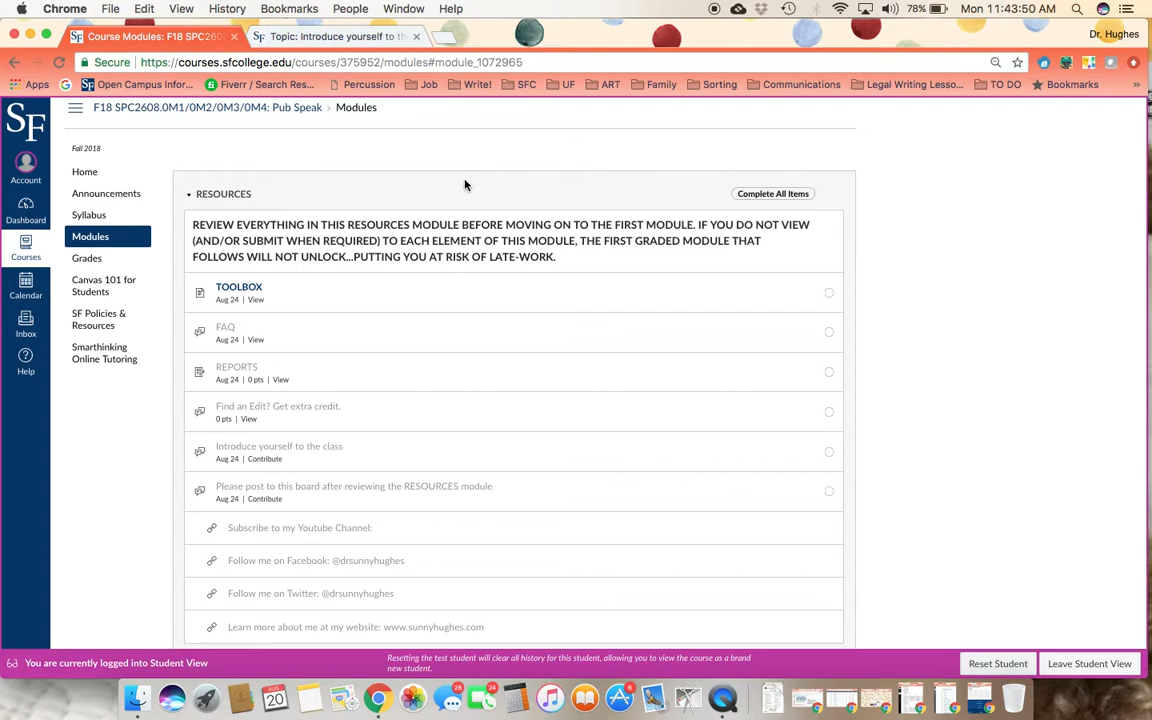 Chrome File Edit View History Bookmarks People Window Help 78% Mon 11:43:50 AM
Course Modules: F18 SPC2608 Topic: Introduce yourself to the Dr. Hughes
Secure https://courses.sfcollege.edu/courses/375952/modules#module_1072965
Apps Open Campus Infor... Fiverr / Search Res... Percussion Job Write! SFC UF ART Family Sorting Communications Legal Writing Lesso... TO DO Bookmarks »
SF
Account
Dashboard
Courses
Calendar
Inbox
Help
F18 SPC2608.0M1/0M2/0M3/0M4: Pub Speak › Modules
Fall 2018
Home
Announcements
Syllabus
Modules
Grades
Canvas 101 for
Students
SF Policies &
Resources
Smarthinking
Online Tutoring
RESOURCES Complete All Items
REVIEW EVERYTHING IN THIS RESOURCES MODULE BEFORE MOVING ON TO THE FIRST MODULE. IF YOU DO NOT VIEW
(AND/OR SUBMIT WHEN REQUIRED) TO EACH ELEMENT OF THIS MODULE, THE FIRST GRADED MODULE THAT
FOLLOWS WILL NOT UNLOCK...PUTTING YOU AT RISK OF LATE-WORK.
TOOLBOX
Aug 24 | View
FAQ
Aug 24 | View
REPORTS
Aug 24 | 0 pts | View
Find an Edit? Get extra credit.
0 pts | View
Introduce yourself to the class
Aug 24 | Contribute
Please post to this board after reviewing the RESOURCES module
Aug 24 | Contribute
Subscribe to my Youtube Channel:
Follow me on Facebook: @drsunnyhughes
Follow me on Twitter: @drsunnyhughes
Learn more about me at my website: www.sunnyhughes.com
You are currently logged into Student View
Resetting the test student will clear all history for this student, allowing you to view the course as a brand
new student.
Reset Student
Leave Student View